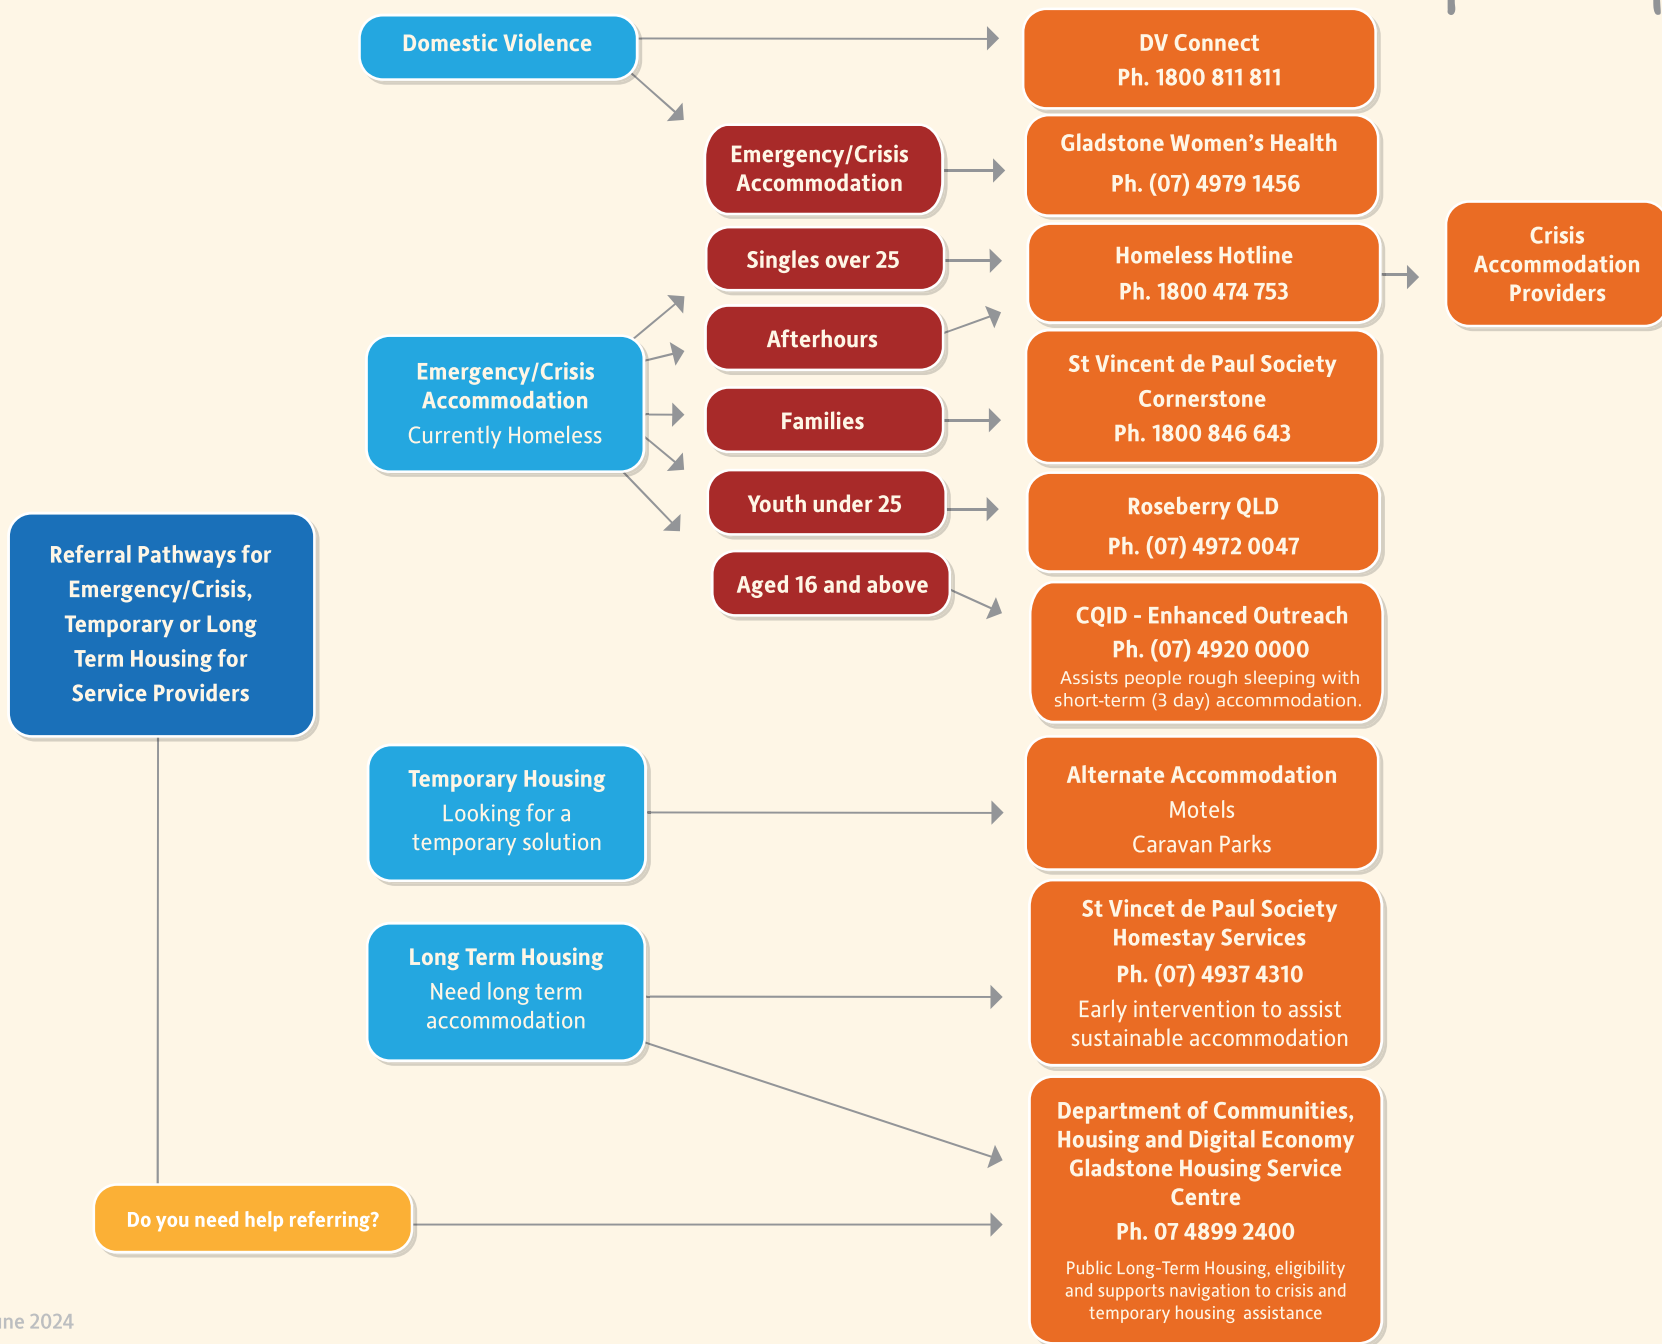 Domestic Violence
DV Connect
Ph. 1800 811 811
Emergency/Crisis
Accommodation
Gladstone Women's Health
Ph. (07) 4979 1456
Singles over 25
Homeless Hotline
Ph. 1800 474 753
Crisis
Accommodation
Providers
Afterhours
Emergency/Crisis
Accommodation
Currently Homeless
Families
St Vincent de Paul Society
Cornerstone
Ph. 1800 846 643
Youth under 25
Roseberry QLD
Ph. (07) 4972 0047
Aged 16 and above
CQID - Enhanced Outreach
Ph. (07) 4920 0000
Assists people rough sleeping with
short-term (3 day) accommodation.
Referral Pathways for
Emergency/Crisis,
Temporary or Long
Term Housing for
Service Providers
Temporary Housing
Looking for a
temporary solution
Alternate Accommodation
Motels
Caravan Parks
Long Term Housing
Need long term
accommodation
St Vincet de Paul Society
Homestay Services
Ph. (07) 4937 4310
Early intervention to assist
sustainable accommodation
Department of Communities,
Housing and Digital Economy
Gladstone Housing Service
Centre
Ph. 07 4899 2400
Public Long-Term Housing, eligibility
and supports navigation to crisis and
temporary housing assistance
Do you need help referring?
une 2024